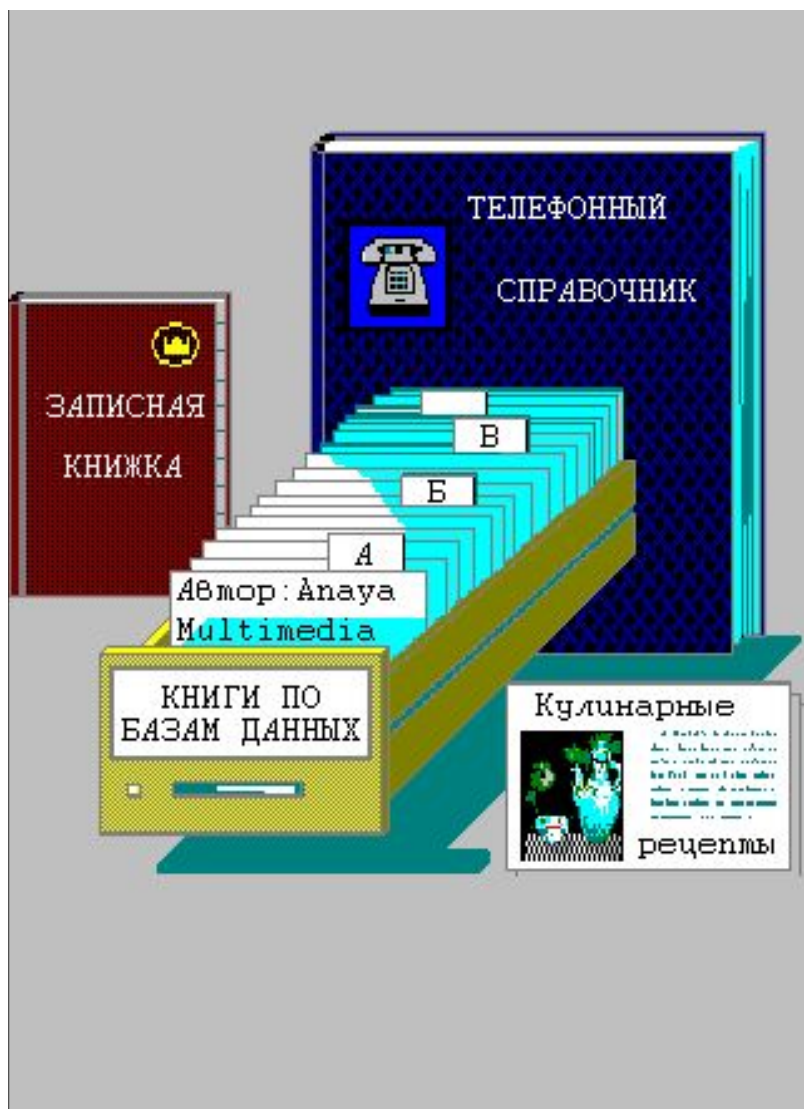 ТЕЛЕФОННЫЙ
СПРАВОЧНИК
ЗАПИСНАЯ
КНИЖКА
В
Б
А
Автор:Anaya
Multimedia
КНИГИ ПО
БАЗАМ ДАННЫХ
Кулинарные
рецепты